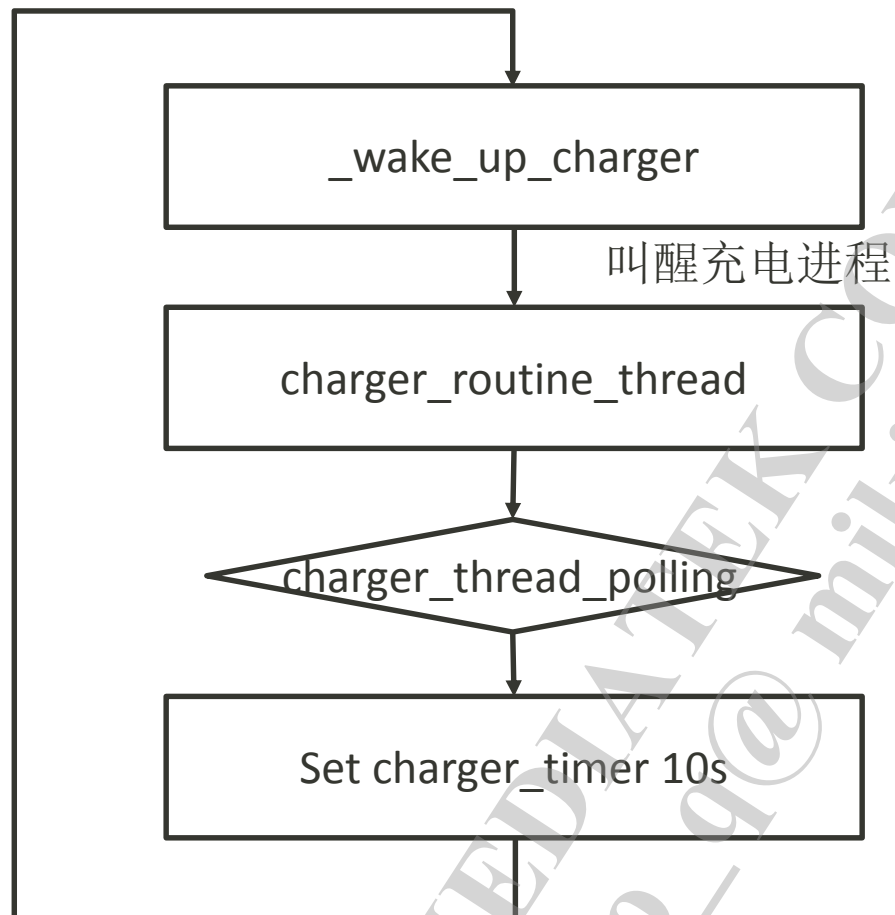 _wake_up_charger
叫醒充电进程
charger_routine_thread
charger_thread_polling
Set charger_timer 10s